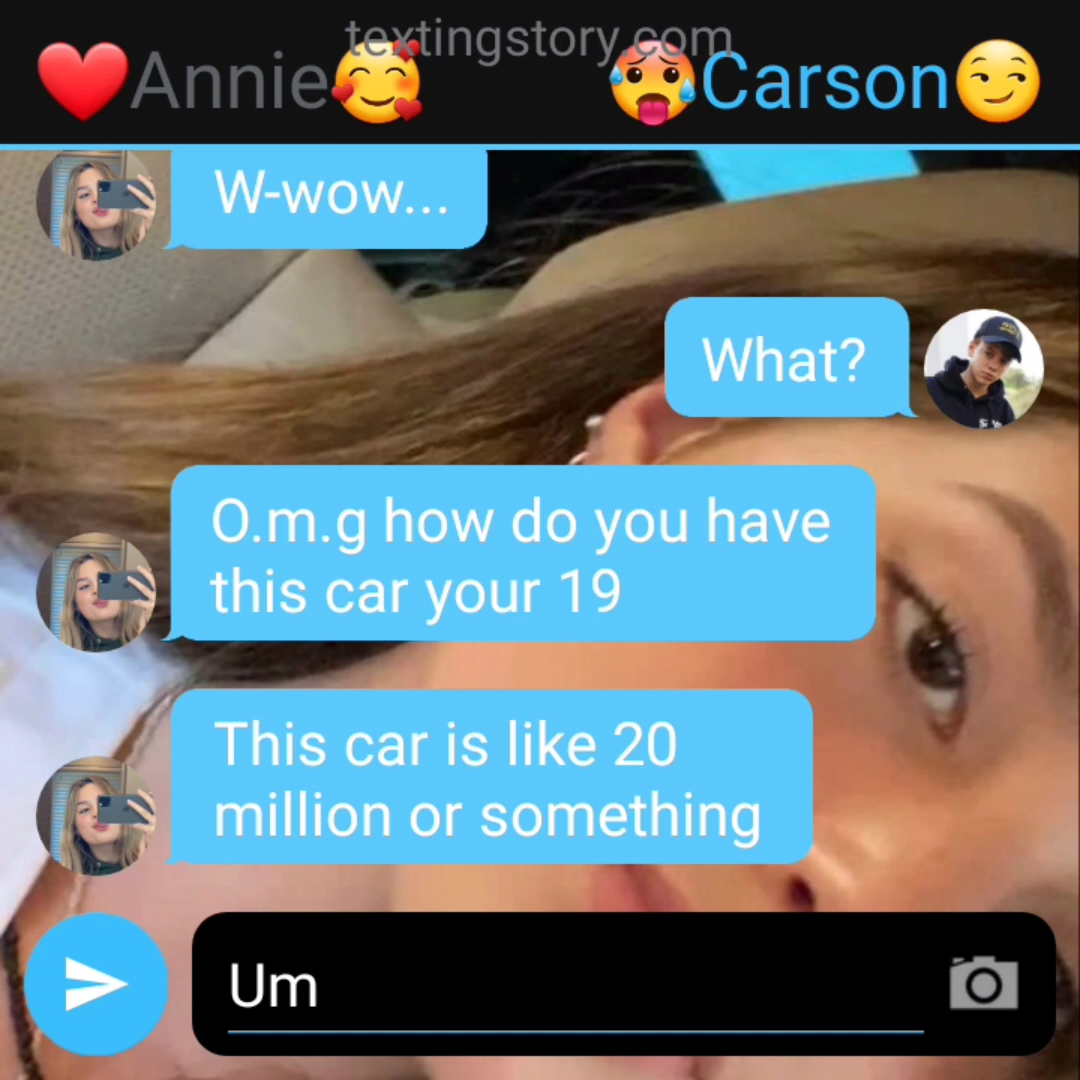 textingstory.com
❤️Annie🥰
🥵Carson😏
W-wow...
What?
O.m.g how do you have
this car your 19
This car is like 20
million or something
Um